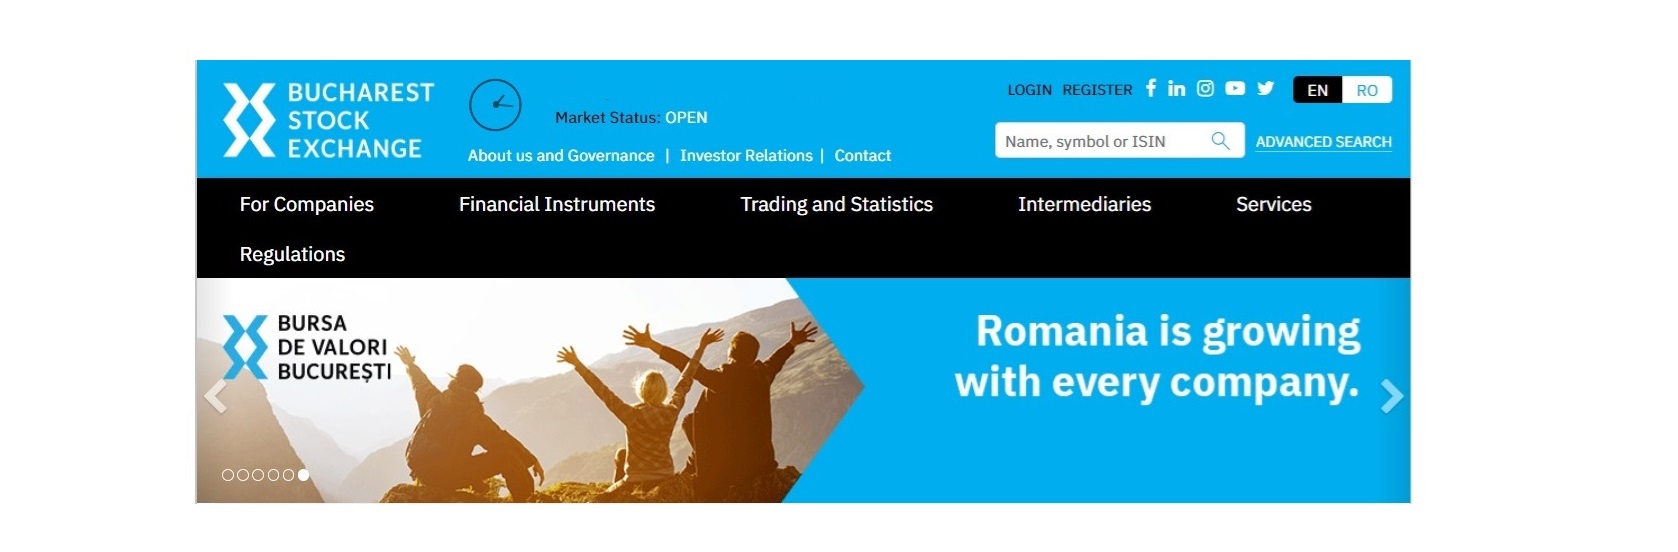 BUCHAREST
STOCK
EXCHANGE
Market Status: OPEN
About us and Governance | Investor Relations | Contact
LOGIN REGISTER
EN RO
Name, symbol or ISIN
ADVANCED SEARCH
For Companies
Financial Instruments
Trading and Statistics
Intermediaries
Services
Regulations
BURSA
DE VALORI
BUCUREȘTI
Romania is growing
with every company.